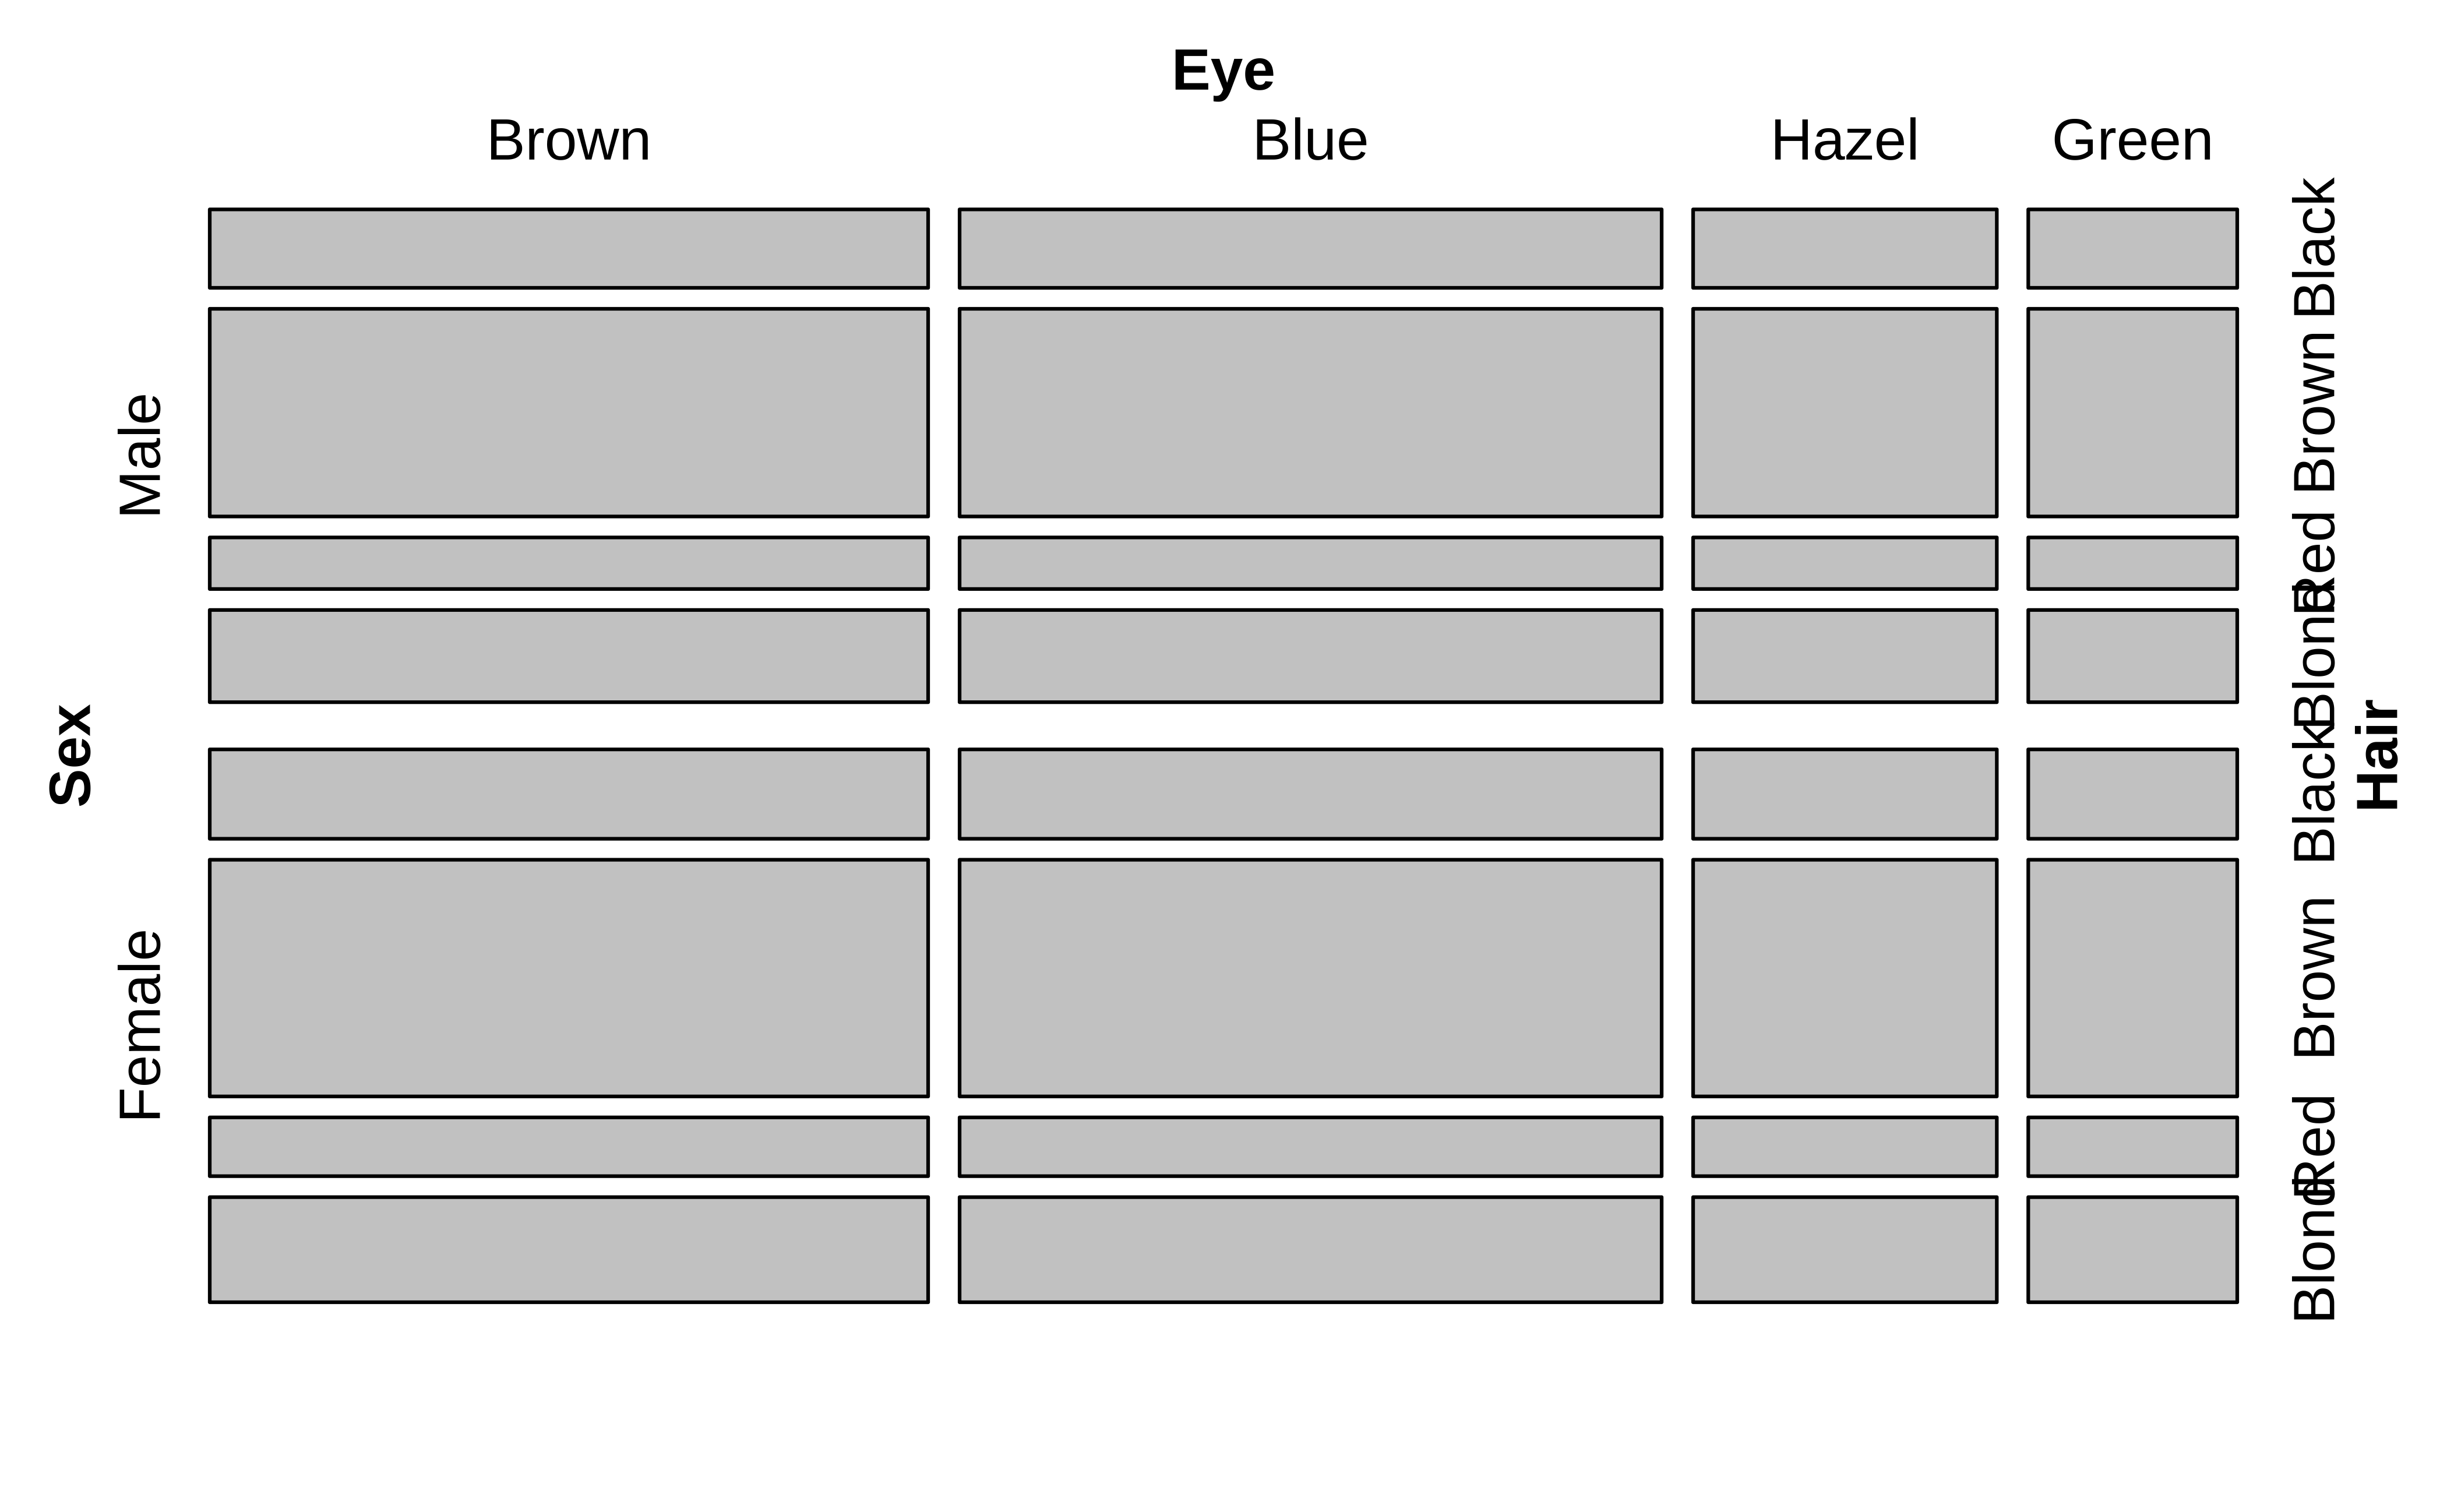 Eye
Brown Blue Hazel Green
Sex
Male
Female
Black
Brown
Red
Blond
Black
Brown
Red
Blond
Hair